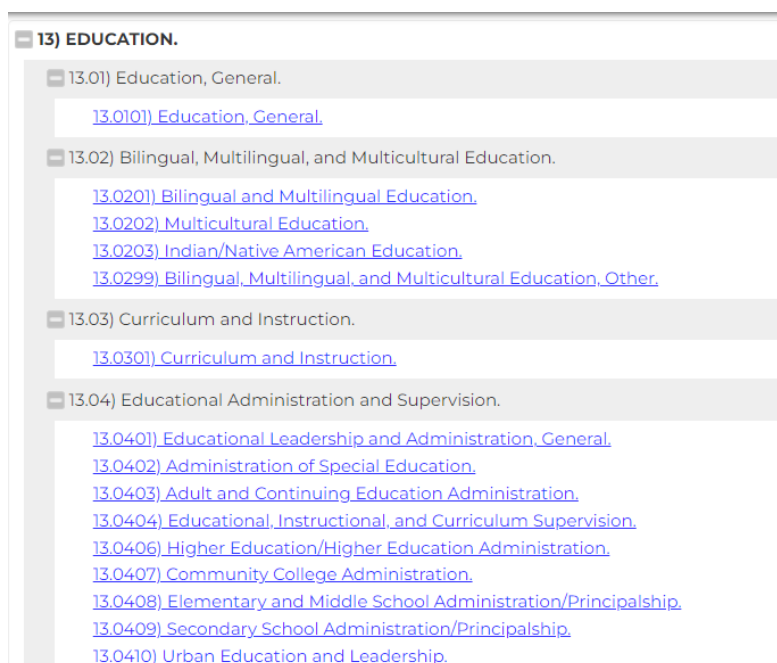 13) EDUCATION.
13.01) Education, General.
13.0101) Education, General.
13.02) Bilingual, Multilingual, and Multicultural Education.
13.0201) Bilingual and Multilingual Education.
13.0202) Multicultural Education.
13.0203) Indian/Native American Education.
13.0299) Bilingual, Multilingual, and Multicultural Education, Other.
13.03) Curriculum and Instruction.
13.0301) Curriculum and Instruction.
13.04) Educational Administration and Supervision.
13.0401) Educational Leadership and Administration, General.
13.0402) Administration of Special Education.
13.0403) Adult and Continuing Education Administration.
13.0404) Educational, Instructional, and Curriculum Supervision.
13.0406) Higher Education/Higher Education Administration.
13.0407) Community College Administration.
13.0408) Elementary and Middle School Administration/Principalship.
13.0409) Secondary School Administration/Principalship.
13.0410) Urban Education and Leadership.